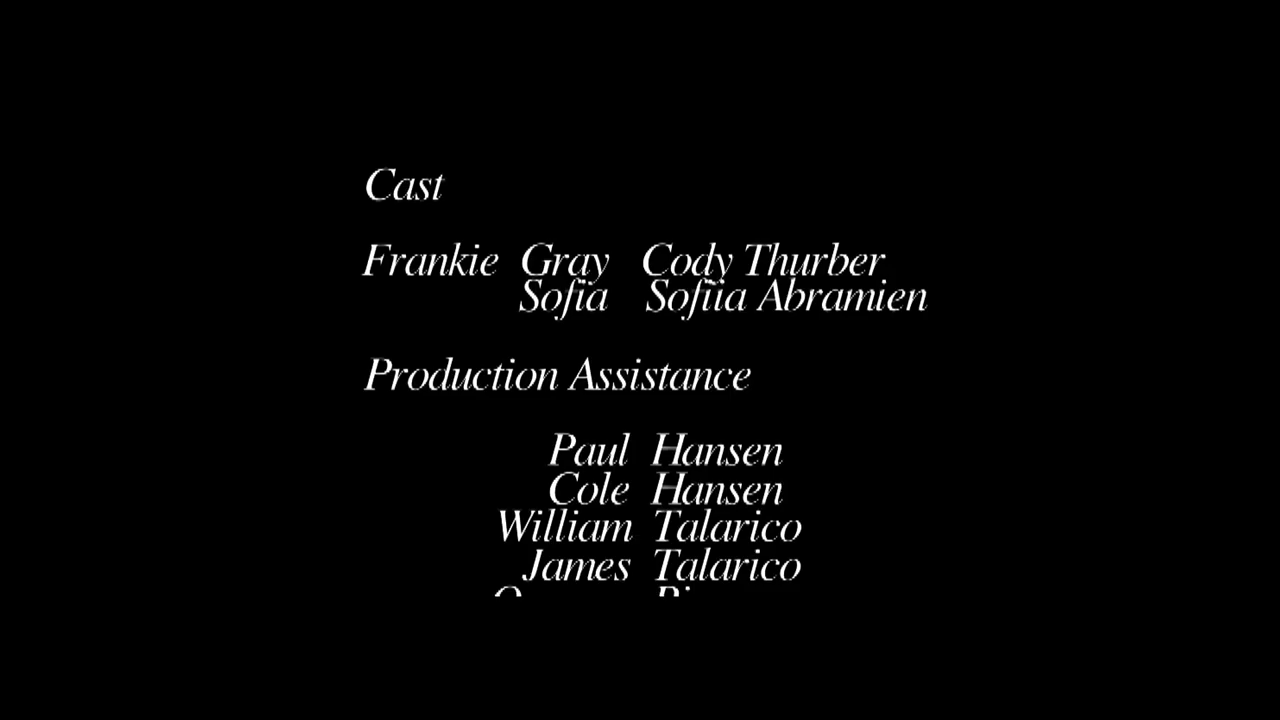 Cast
Frankie Gray Cody Thurber
Sofia Sofiia Abramien
Production Assistance
Paul Hansen
Cole Hansen
William Talarico
James Talarico